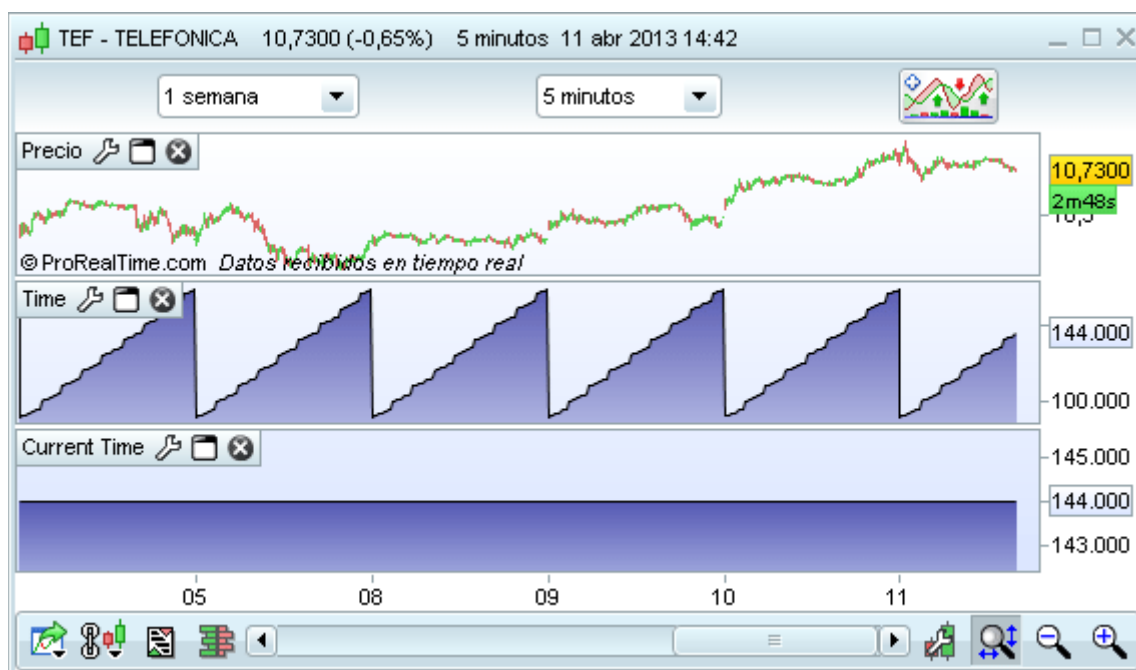 TEF - TELEFONICA 10,7300 (-0,65%) 5 minutos 11 abr 2013 14:42
1 semana 5 minutos
Precio
10,7300
2m48s
© ProRealTime.com Datos recibidos en tiempo real
Time
144.000
100.000
Current Time
145.000
144.000
143.000
05 08 09 10 11